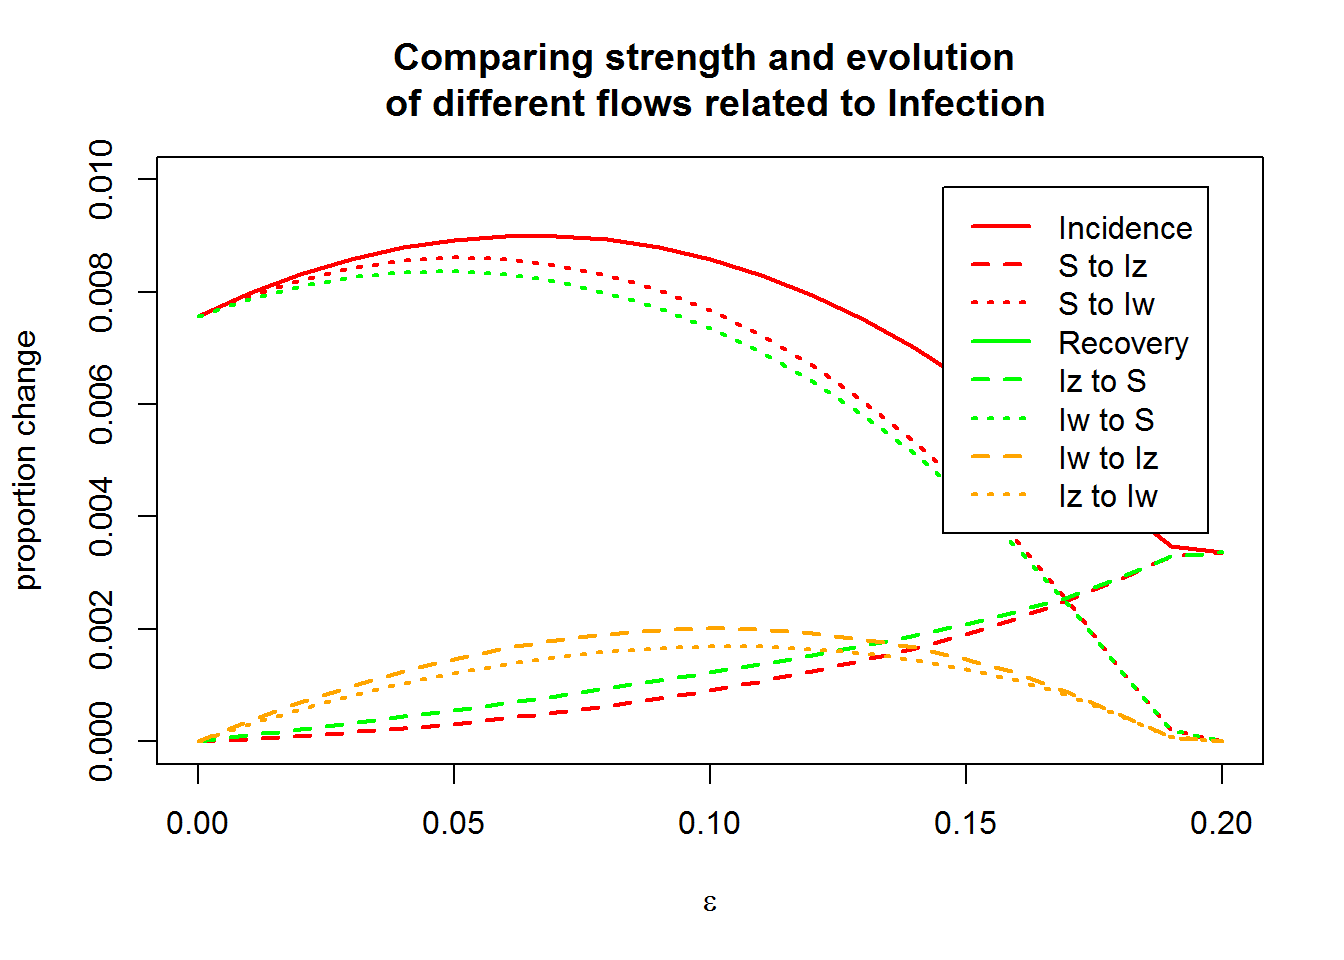 Comparing strength and evolution
of different flows related to Infection
proportion change
0.010
0.008
0.006
0.004
0.002
0.000
Incidence
S to Iz
S to Iw
Recovery
Iz to S
Iw to S
Iw to Iz
Iz to Iw
0.00 0.05 0.10 0.15 0.20
ε